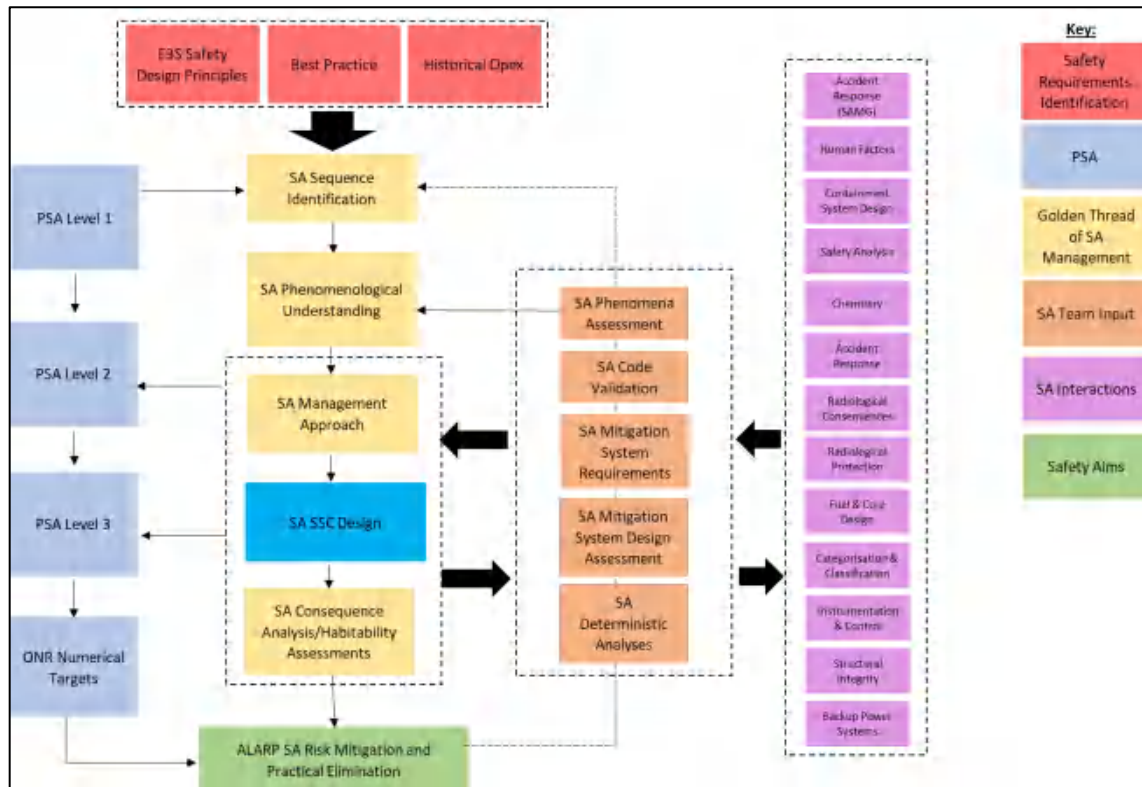 E3S Safety
Design Principles
Best Practice
Historical Opex
Key:
Safety
Requirements
Identification
PSA
Golden Thread
of SA
Management
SA Team Input
SA Interactions
Safety Aims
PSA Level 1
PSA Level 2
PSA Level 3
ONR Numerical
Targets
SA Sequence
Identification
SA Phenomenological
Understanding
SA Management
Approach
SA SSC Design
SA Consequence
Analysis/Habitability
Assessments
ALARP SA Risk Mitigation and
Practical Elimination
SA Phenomena
Assessment
SA Code
Validation
SA Mitigation
System
Requirements
SA Mitigation
System Design
Assessment
SA
Deterministic
Analyses
Accident
Response
(SAMG)
Human Factors
Containment
System Design
Safety Analysis
Chemistry
Accident
Response
Radiological
Radiological
Protection
Fuel & Core
Design
Categorisation &
Classification
Instrumentation
& Control
Structural
Integrity
Backup Power
Systems